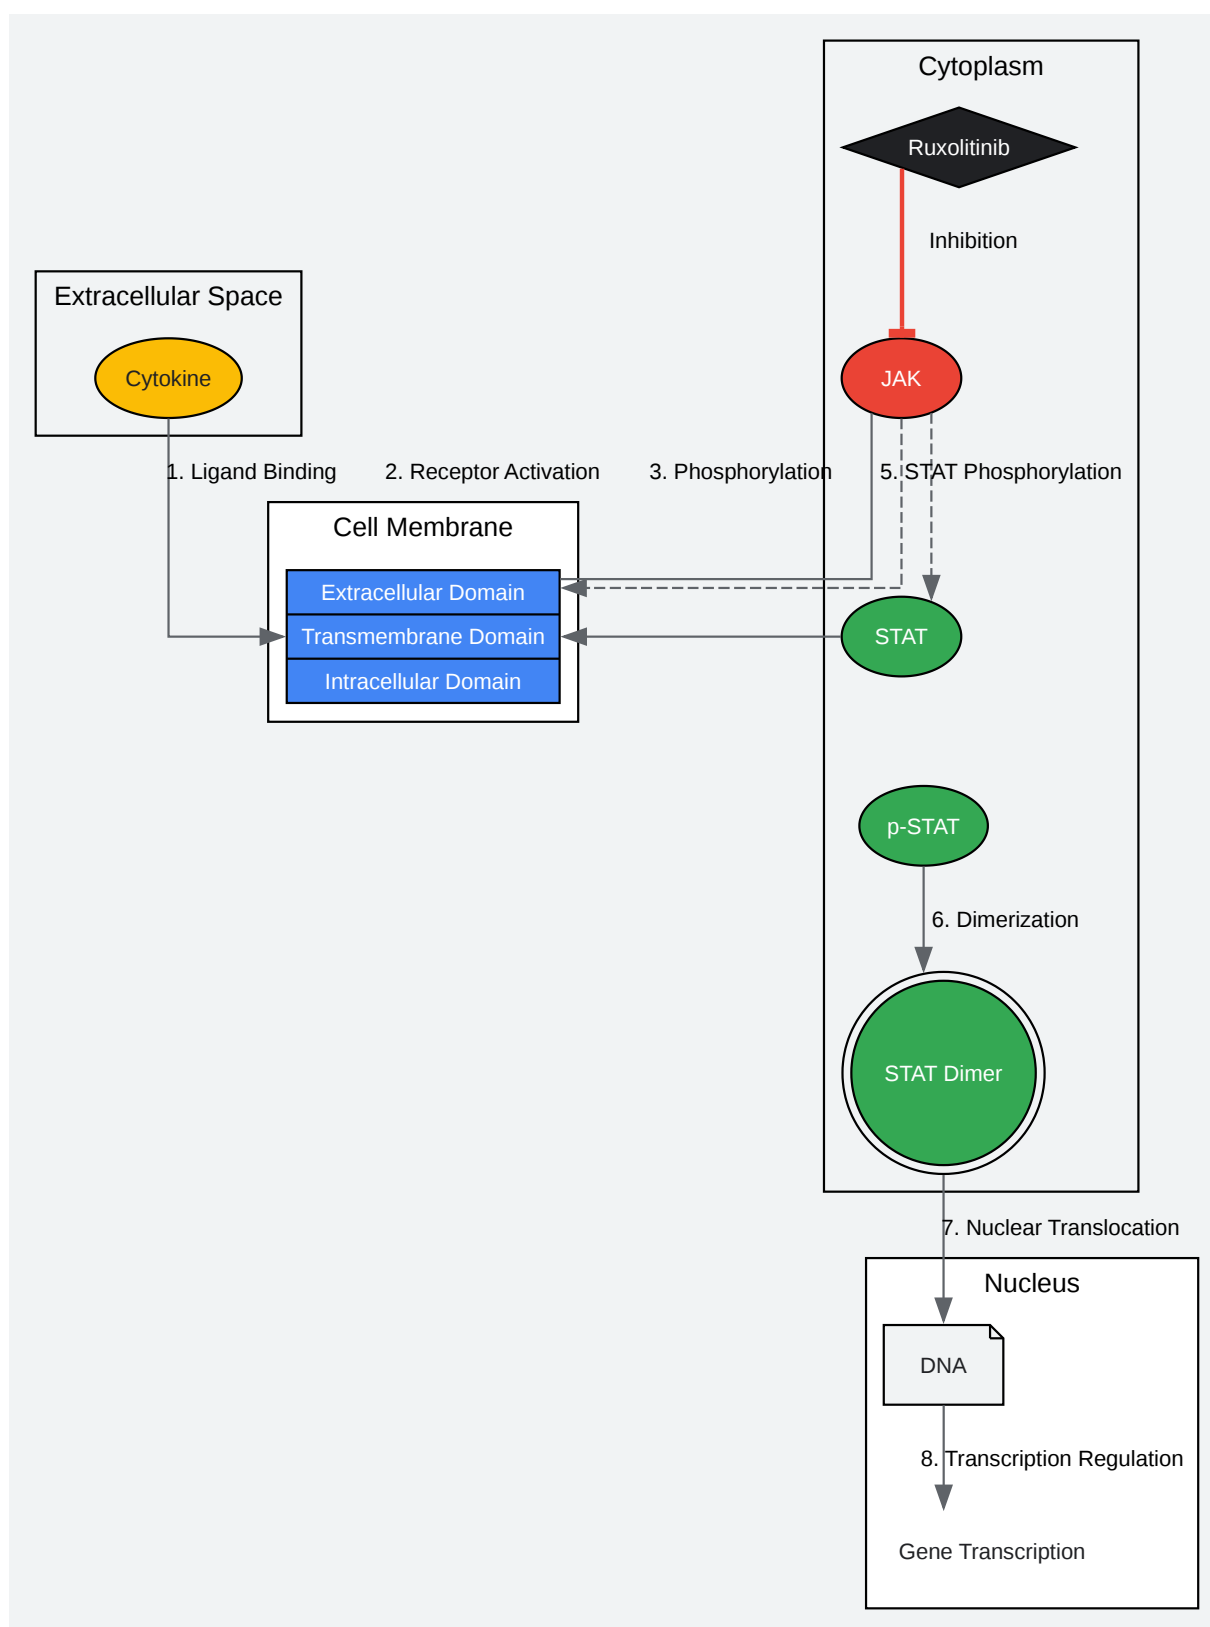 Cytoplasm
Ruxolitinib
Inhibition
Extracellular Space
Cytokine
JAK
1. Ligand Binding
2. Receptor Activation
3. Phosphorylation
5. STAT Phosphorylation
Cell Membrane
Extracellular Domain
Transmembrane Domain
Intracellular Domain
STAT
p-STAT
6. Dimerization
STAT Dimer
7. Nuclear Translocation
Nucleus
DNA
8. Transcription Regulation
Gene Transcription